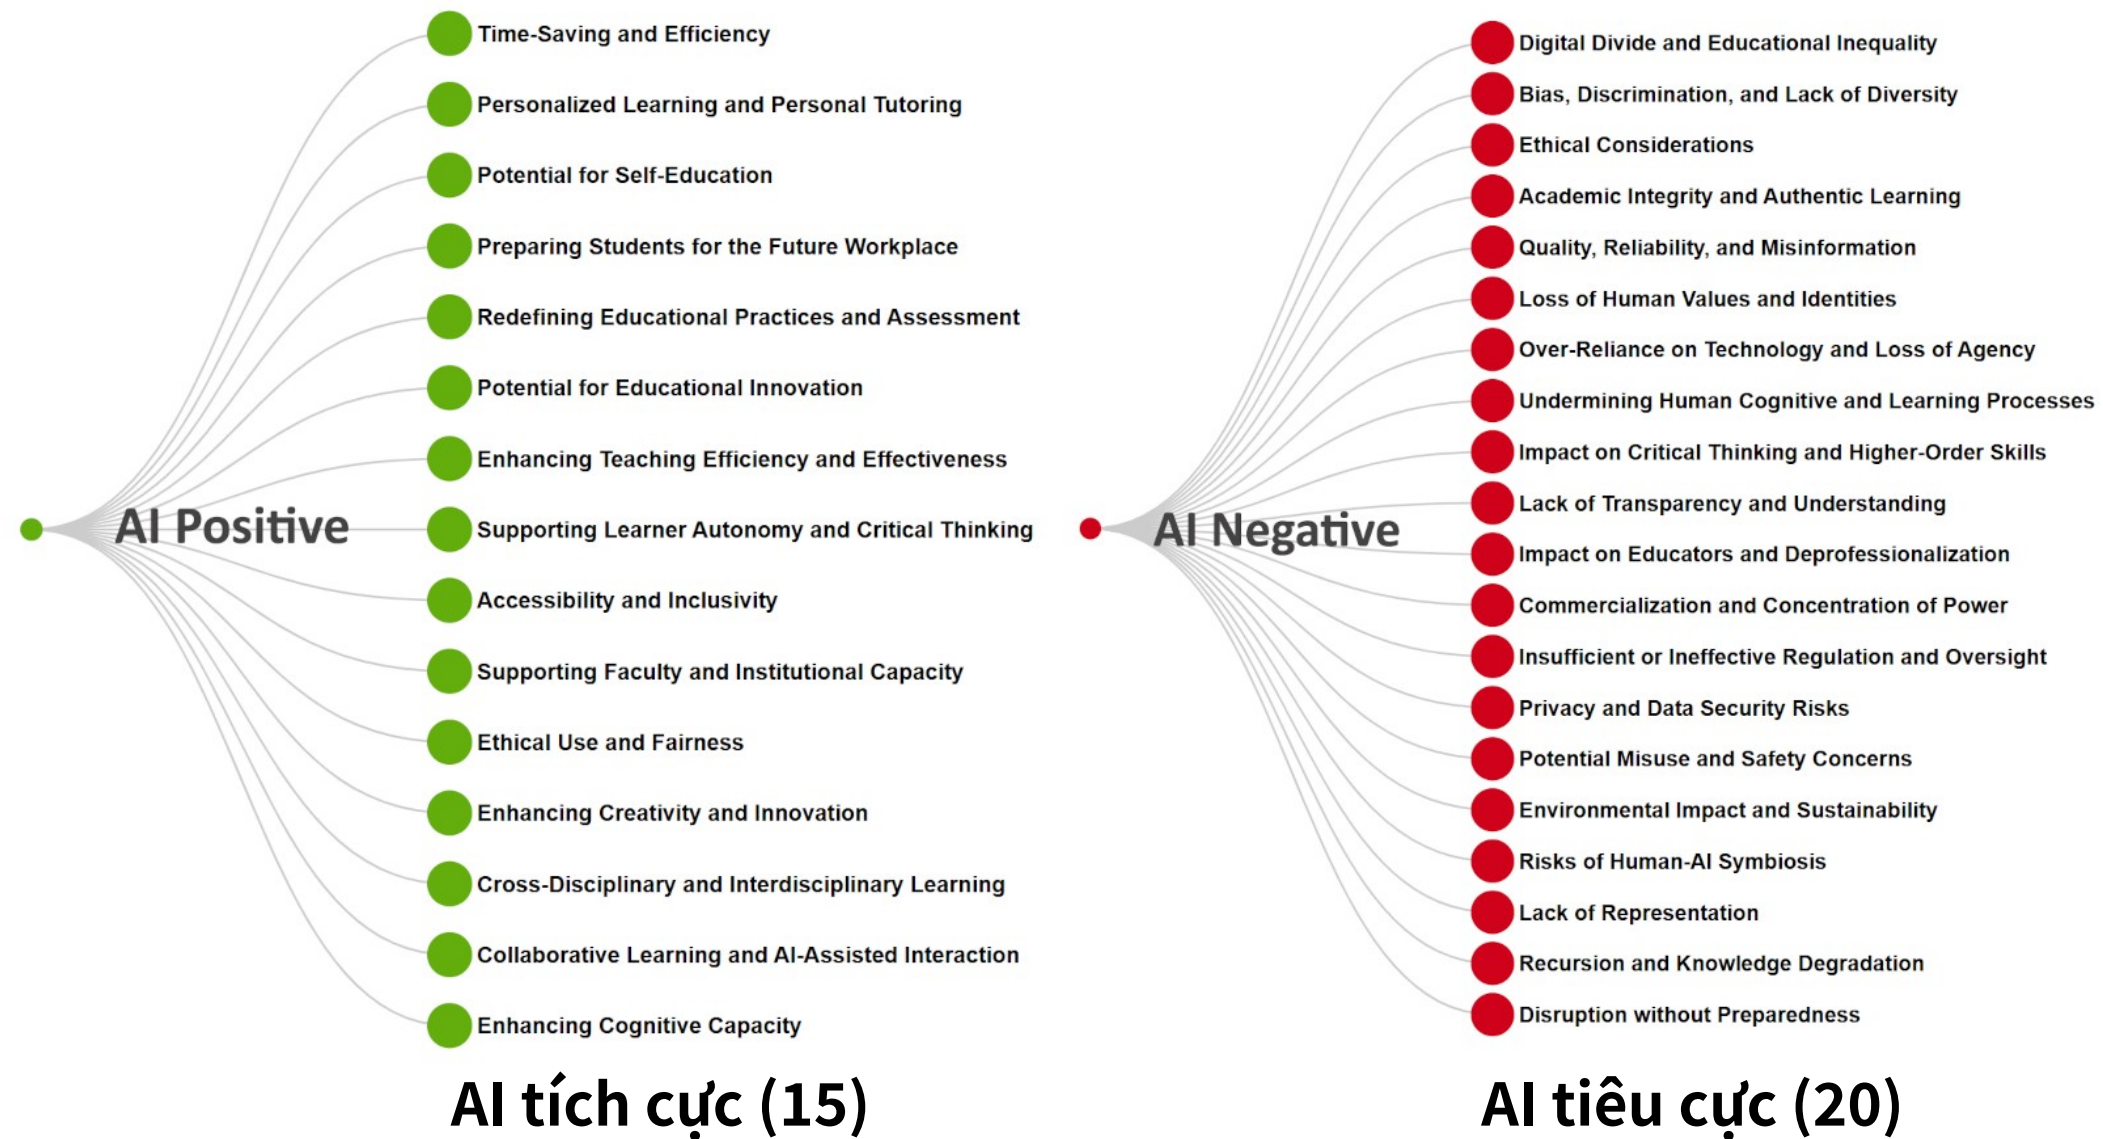 Time-Saving and Efficiency
Personalized Learning and Personal Tutoring
Potential for Self-Education
Preparing Students for the Future Workplace
Redefining Educational Practices and Assessment
Potential for Educational Innovation
Enhancing Teaching Efficiency and Effectiveness
AI Positive
Supporting Learner Autonomy and Critical Thinking
Accessibility and Inclusivity
Supporting Faculty and Institutional Capacity
Ethical Use and Fairness
Enhancing Creativity and Innovation
Cross-Disciplinary and Interdisciplinary Learning
Collaborative Learning and AI-Assisted Interaction
Enhancing Cognitive Capacity
AI tích cực (15)
Digital Divide and Educational Inequality
Bias, Discrimination, and Lack of Diversity
Ethical Considerations
Academic Integrity and Authentic Learning
Quality, Reliability, and Misinformation
Loss of Human Values and Identities
Over-Reliance on Technology and Loss of Agency
Undermining Human Cognitive and Learning Processes
Impact on Critical Thinking and Higher-Order Skills
Lack of Transparency and Understanding
AI Negative
Impact on Educators and Deprofessionalization
Commercialization and Concentration of Power
Insufficient or Ineffective Regulation and Oversight
Privacy and Data Security Risks
Potential Misuse and Safety Concerns
Environmental Impact and Sustainability
Risks of Human-AI Symbiosis
Lack of Representation
Recursion and Knowledge Degradation
Disruption without Preparedness
AI tiêu cực (20)